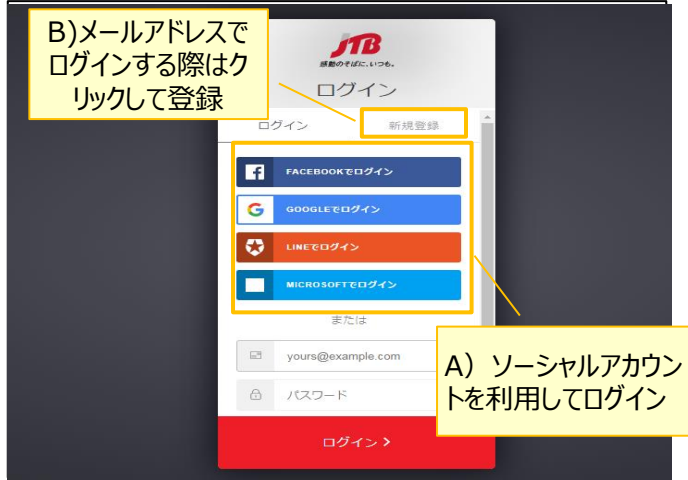 B)メールアドレスで
ログインする際はク
リックして登録
JTB
感動のそばに、いつも。
ログイン
ログイン
新規登録
FACEBOOKでログイン
GOOGLEでログイン
LINEでログイン
MICROSOFTでログイン
または
yours@example.com
パスワード
A) ソーシャルアカウン
トを利用してログイン
ログイン >